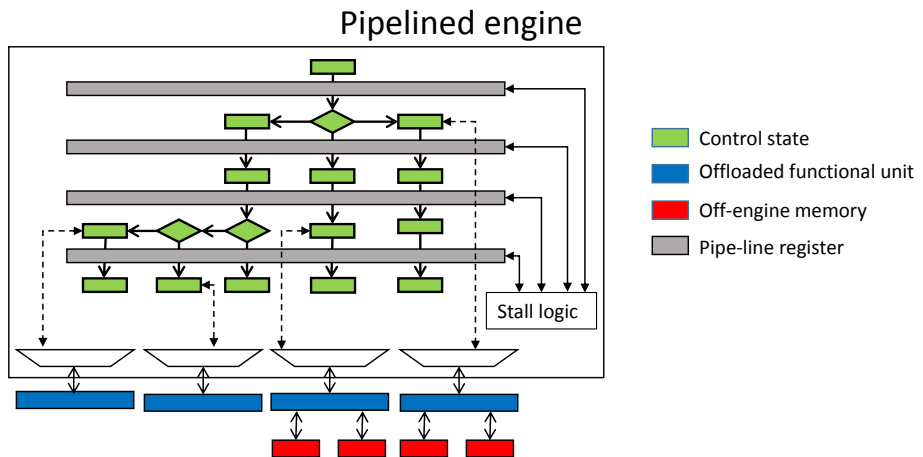 Pipelined engine
Control state
Offloaded functional unit
Off-engine memory
Pipe-line register
Stall logic